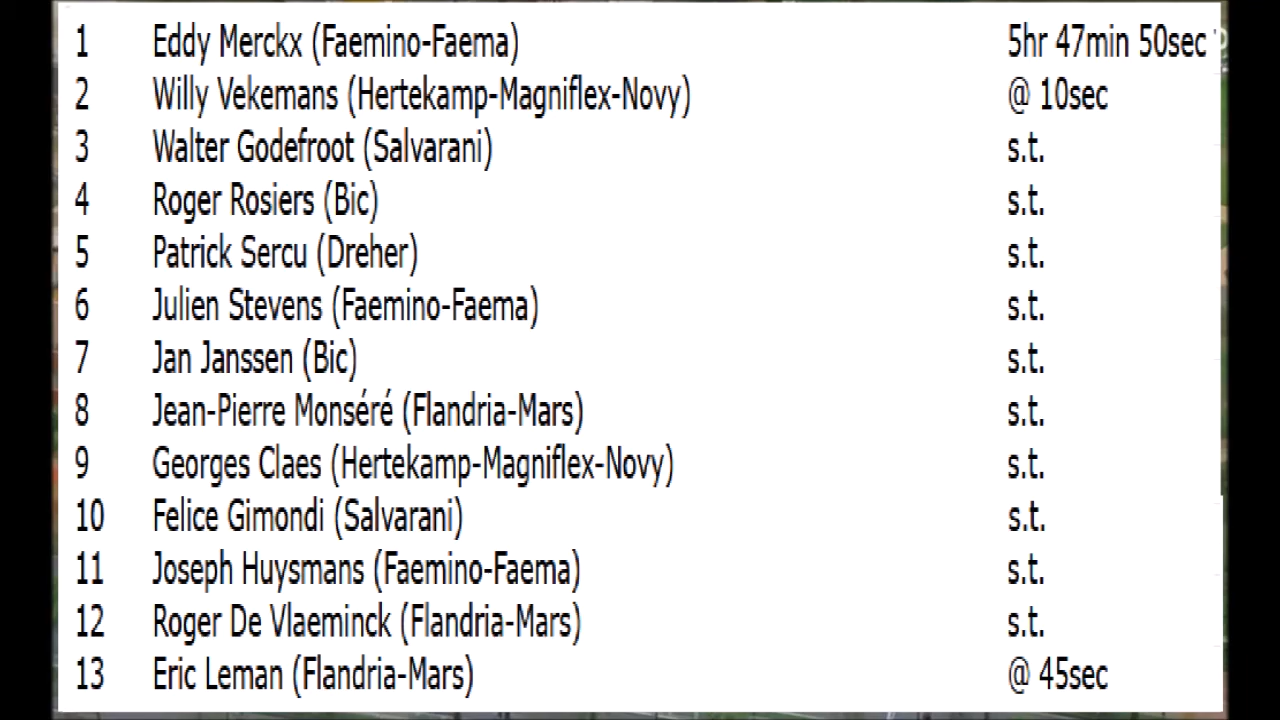 1 Eddy Merckx (Faemino-Faema) 5hr 47min 50sec
2 Willy Vekemans (Hertekamp-Magniflex-Novy) @ 10sec
3 Walter Godefroot (Salvarani) s.t.
4 Roger Rosiers (Bic) s.t.
5 Patrick Sercu (Dreher) s.t.
6 Julien Stevens (Faemino-Faema) s.t.
7 Jan Janssen (Bic) s.t.
8 Jean-Pierre Monséré (Flandria-Mars) s.t.
9 Georges Claes (Hertekamp-Magniflex-Novy) s.t.
10 Felice Gimondi (Salvarani) s.t.
11 Joseph Huysmans (Faemino-Faema) s.t.
12 Roger De Vlaeminck (Flandria-Mars) s.t.
13 Eric Leman (Flandria-Mars) @ 45sec